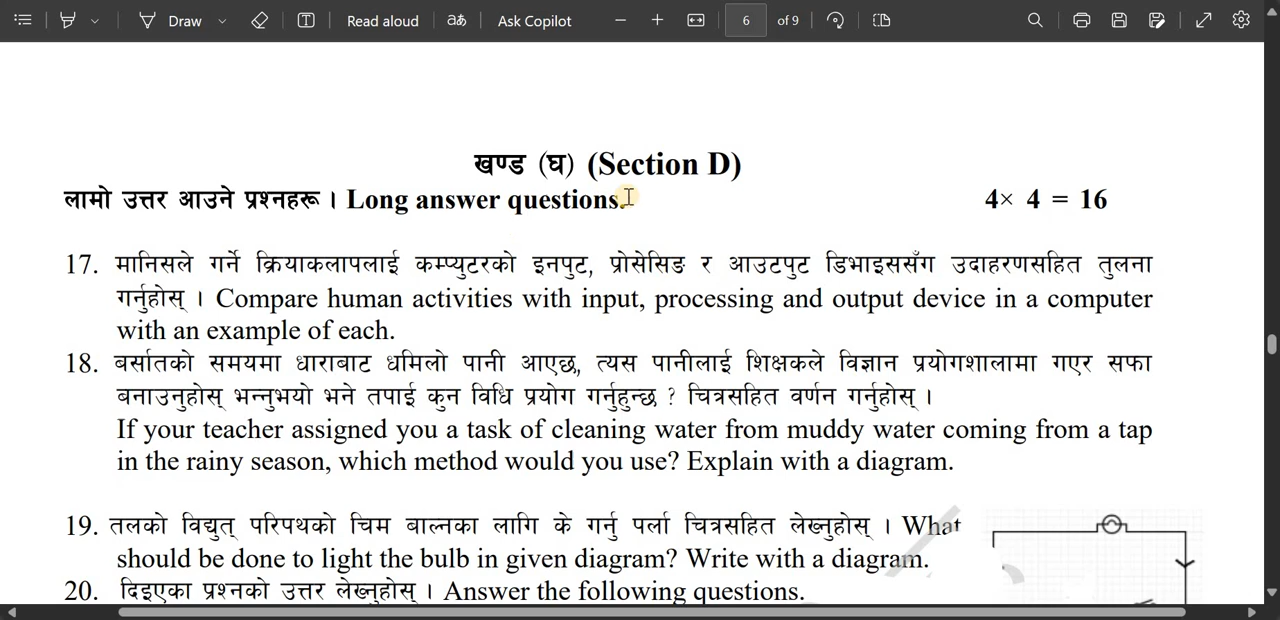 Draw
Read aloud
aあ
Ask Copilot
6
of 9
खण्ड (घ) (Section D)
लामो उत्तर आउने प्रश्नहरू । Long answer questions.
4× 4 = 16
17. मानिसले गर्ने क्रियाकलापलाई कम्प्युटरको इनपुट, प्रोसेसिङ र आउटपुट डिभाइससँग उदाहरणसहित तुलना
गर्नुहोस् । Compare human activities with input, processing and output device in a computer
with an example of each.
18. बर्सातको समयमा धाराबाट धमिलो पानी आएछ, त्यस पानीलाई शिक्षकले विज्ञान प्रयोगशालामा गएर सफा
बनाउनुहोस् भन्नुभयो भने तपाई कुन विधि प्रयोग गर्नुहुन्छ ? चित्रसहित वर्णन गर्नुहोस् ।
If your teacher assigned you a task of cleaning water from muddy water coming from a tap
in the rainy season, which method would you use? Explain with a diagram.
19. तलको विद्युत् परिपथको चिम बाल्नका लागि के गर्नु पर्ला चित्रसहित लेख्नुहोस् । What
should be done to light the bulb in given diagram? Write with a diagram.
20. दिइएका प्रश्नको उत्तर लेख्नुहोस् । Answer the following questions.